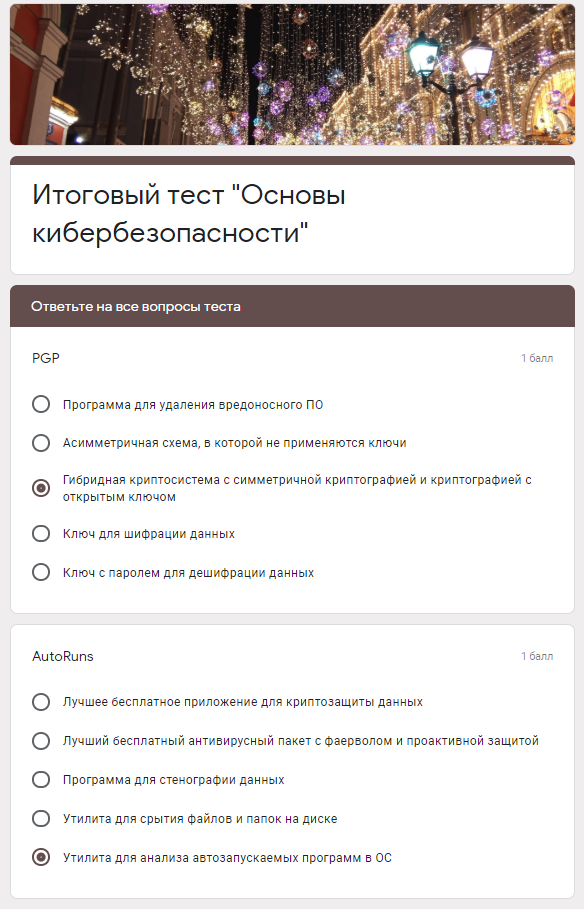 Итоговый тест "Основы
кибербезопасности"
Ответьте на все вопросы теста
PGP
1 балл
Программа для удаления вредоносного ПО
Асимметричная схема, в которой не применяются ключи
Гибридная криптосистема с симметричной криптографией и криптографией с
открытым ключом
Ключ для шифрации данных
Ключ с паролем для дешифрации данных
AutoRuns
1 балл
Лучшее бесплатное приложение для криптозащиты данных
Лучший бесплатный антивирусный пакет с фаерволом и проактивной защитой
Программа для стенографии данных
Утилита для срытия файлов и папок на диске
Утилита для анализа автозапускаемых программ в ОС